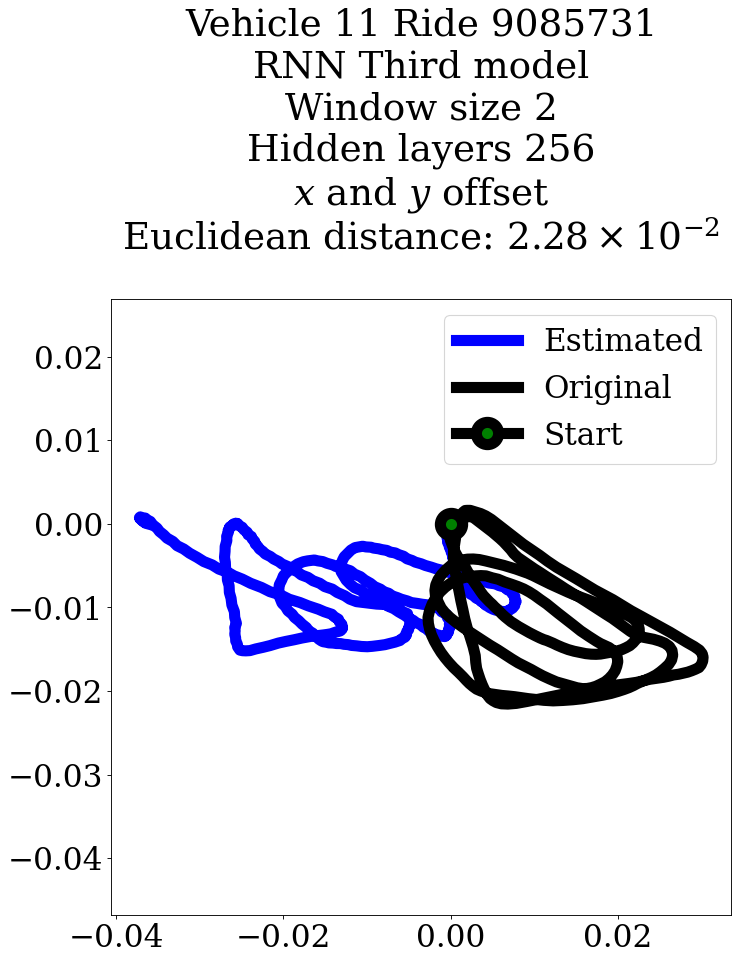 Vehicle 11 Ride 9085731
RNN Third model
Window size 2
Hidden layers 256
x and y offset
Euclidean distance: 2.28 × 10⁻²
Estimated
Original
Start
0.02
0.01
0.00
−0.01
−0.02
−0.03
−0.04
−0.04 −0.02 0.00 0.02